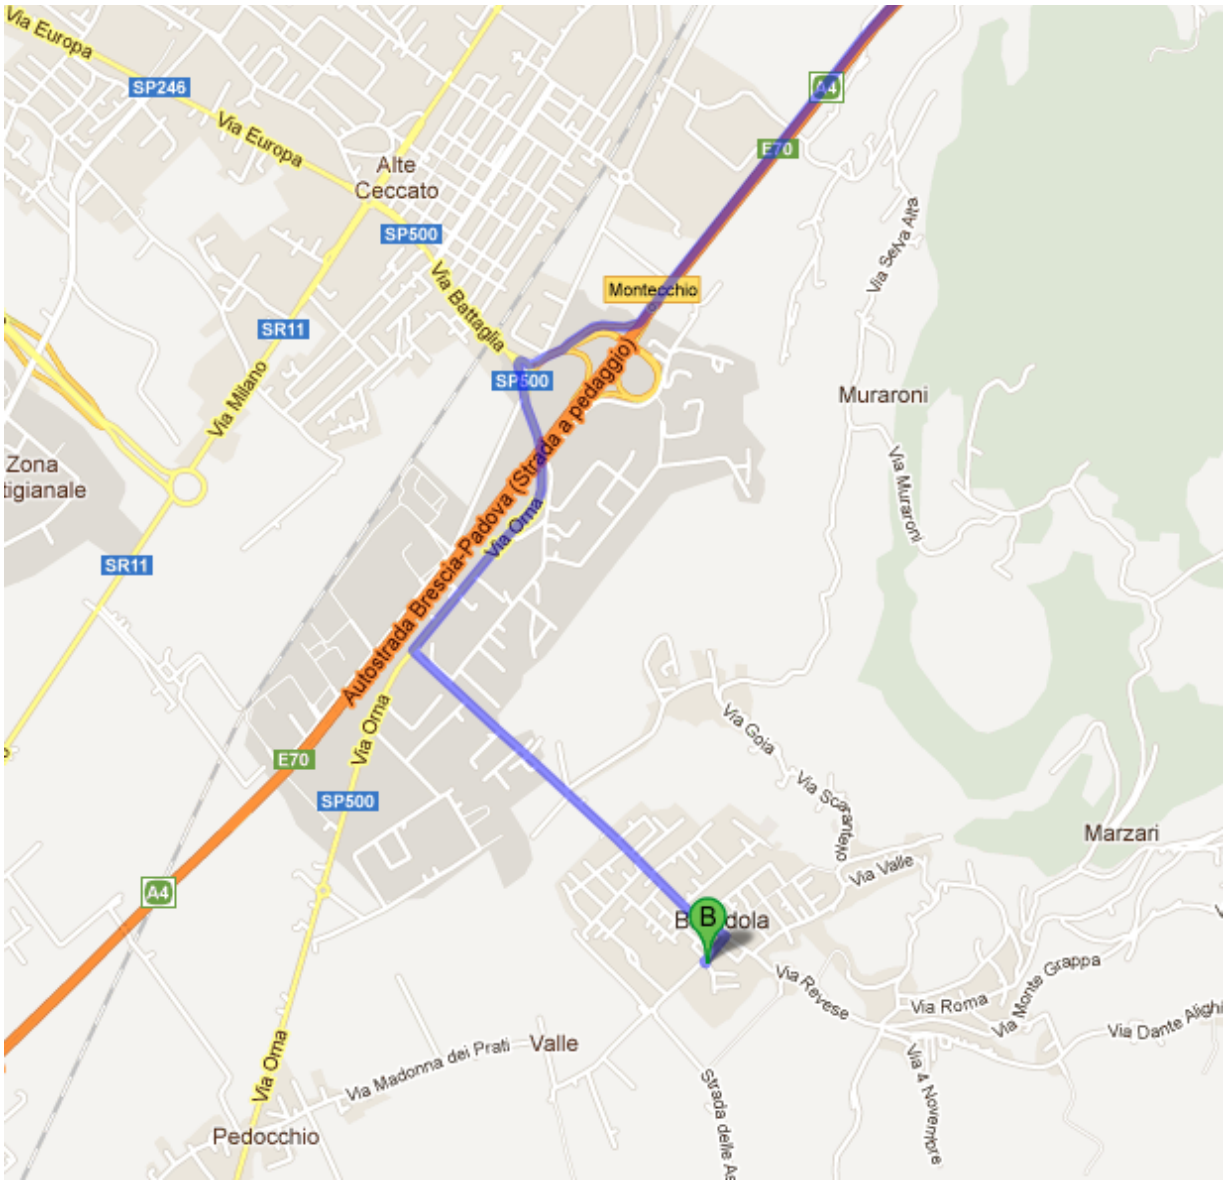 Via Europa
SP246
Via Europa
A4
E70
Alte
Ceccato
SP500
Via Selva Alta
Via Battaglia
Montecchio
SR11
SP500
Via Milano
Autostrada Brescia-Padova (Strada a pedaggio)
Muraroni
Zona
tigianale
Via Muraroni
Via Orna
SR11
Via Orna
Via Goia
E70
SP500
Via Scarantello
Marzari
Via Valle
A4
B
B dola
Via Revese
Via Monte Grappa
Via Roma
Via Dante Alighi
Valle
Via Orna
Via Madonna dei Prati
Via 4 Novembre
Strada delle As
Pedocchio